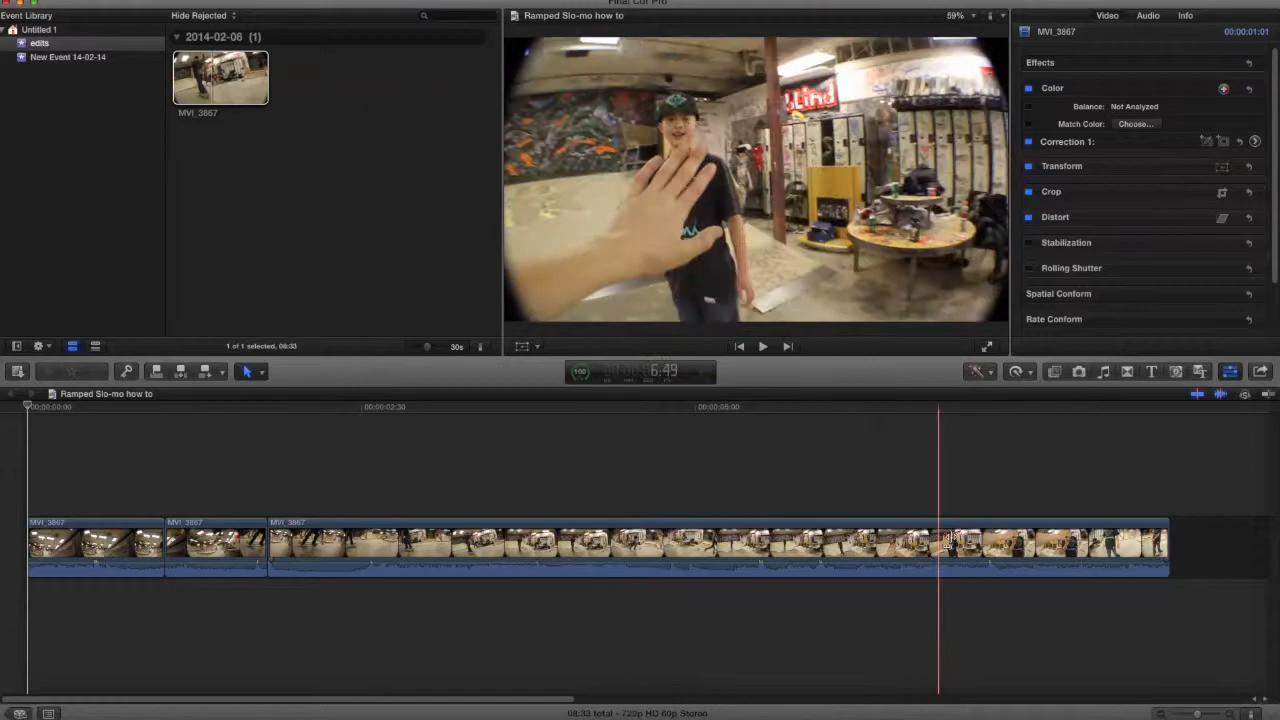 Final Cut Pro
Event Library
Hide Rejected
Ramped Slo-mo how to
59%
Video
Audio
Info
Untitled 1
2014-02-06 (1)
MVI_3867
00:00:01:01
edits
New Event 14-02-14
Effects
Color
Balance: Not Analyzed
MVI_3867
Match Color: Choose...
Correction 1:
Transform
Crop
Distort
Stabilization
Rolling Shutter
Spatial Conform
Rate Conform
blind
1 of 1 selected, 08:33
30s
100
6:49
Ramped Slo-mo how to
00:00:00:00
00:00:02:30
00:00:05:00
MVI_3867
MVI_3867
MVI_3867
08:33 total - 720p HD 60p Stereo